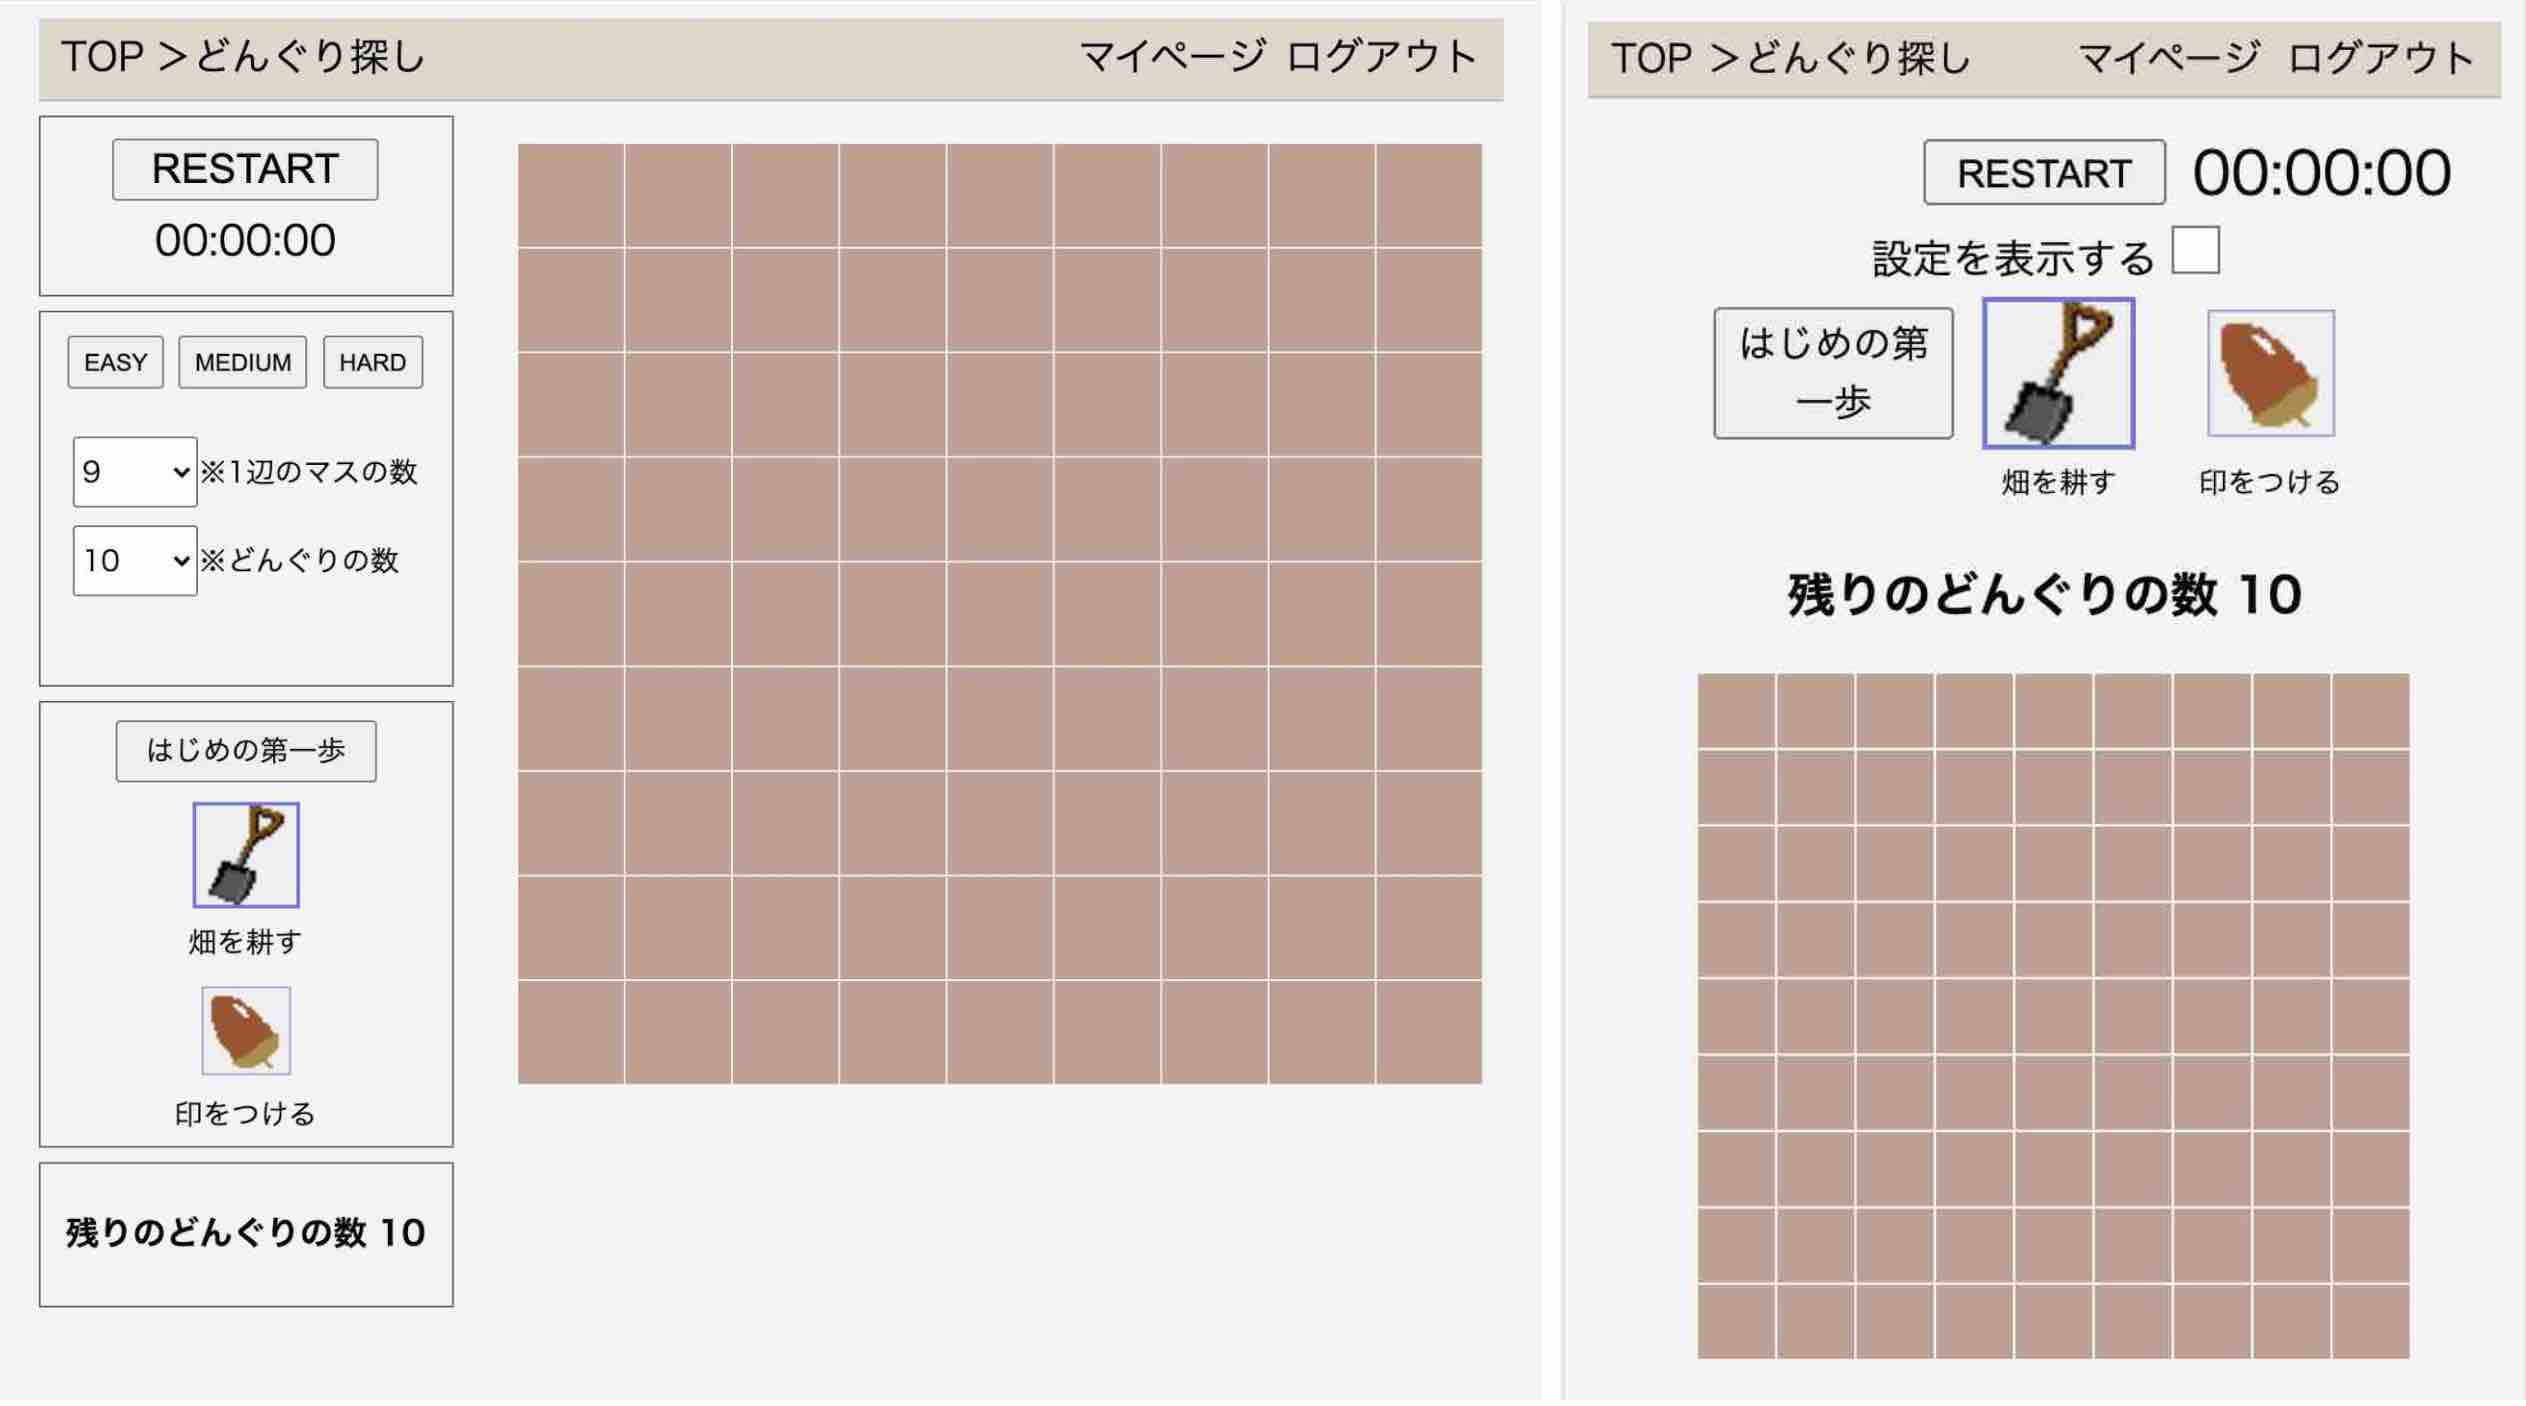 TOP ＞どんぐり探し
マイページ ログアウト
RESTART
00:00:00
EASY MEDIUM HARD
9 ※1辺のマスの数
10 ※どんぐりの数
はじめの第一歩
畑を耕す
印をつける
残りのどんぐりの数 10
TOP ＞どんぐり探し
マイページ ログアウト
RESTART 00:00:00
設定を表示する
はじめの第
一歩
畑を耕す
印をつける
残りのどんぐりの数 10